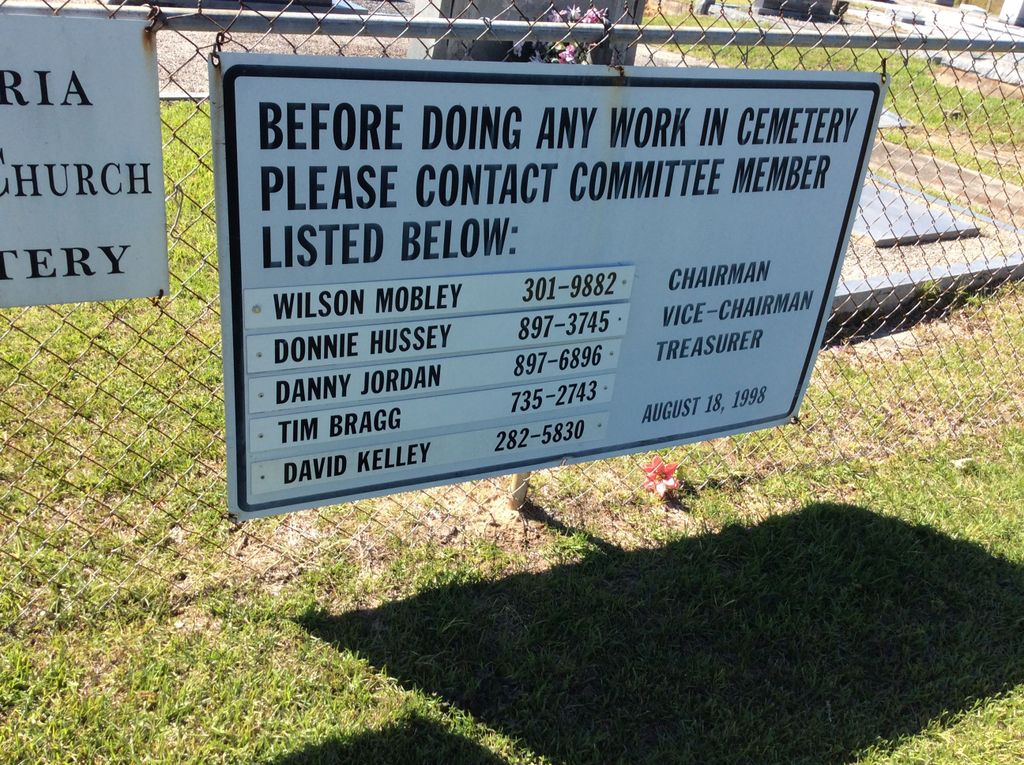 RIA
CHURCH
TERY
BEFORE DOING ANY WORK IN CEMETERY
PLEASE CONTACT COMMITTEE MEMBER
LISTED BELOW:
WILSON MOBLEY 301-9882 CHAIRMAN
DONNIE HUSSEY 897-3745 VICE-CHAIRMAN
DANNY JORDAN 897-6896 TREASURER
TIM BRAGG 735-2743
DAVID KELLEY 282-5830 AUGUST 18, 1998